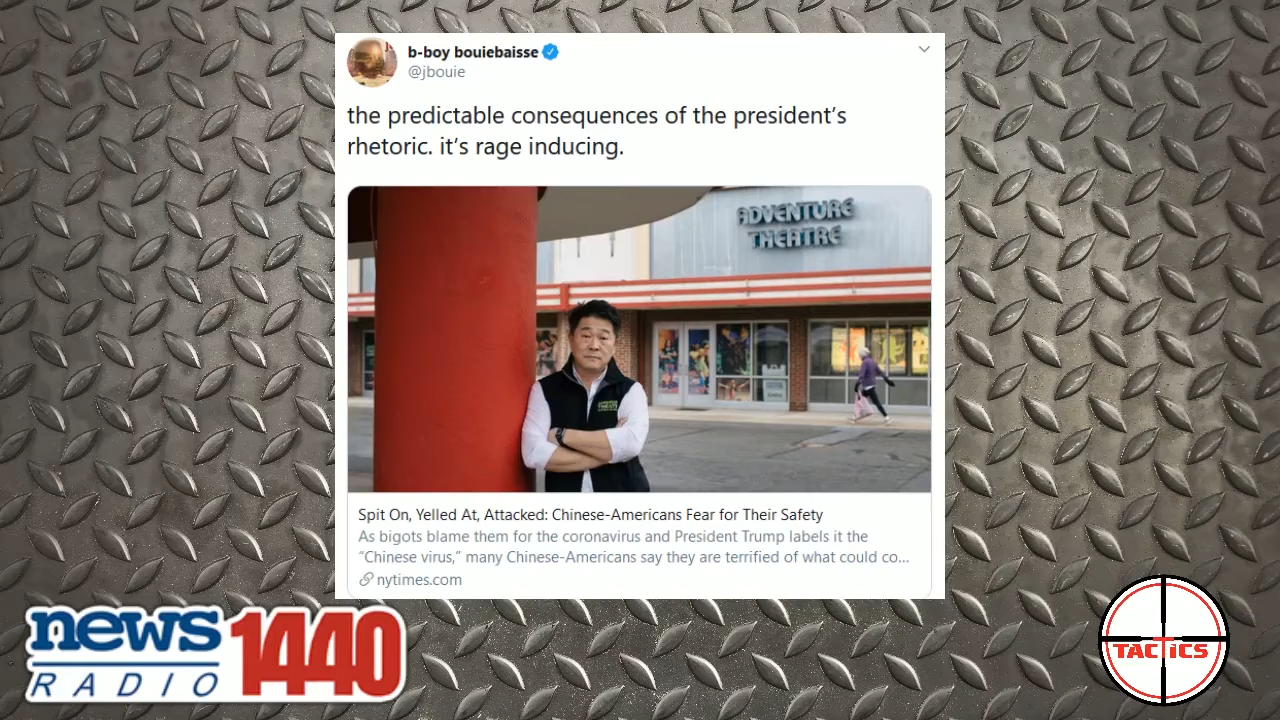 b-boy bouiebaisse
@jbouie
the predictable consequences of the president's
rhetoric. it's rage inducing.
ADVENTURE
THEATRE
Spit On, Yelled At, Attacked: Chinese-Americans Fear for Their Safety
As bigots blame them for the coronavirus and President Trump labels it the
“Chinese virus,” many Chinese-Americans say they are terrified of what could co...
nytimes.com
news 1440
RADIO
TACTICS